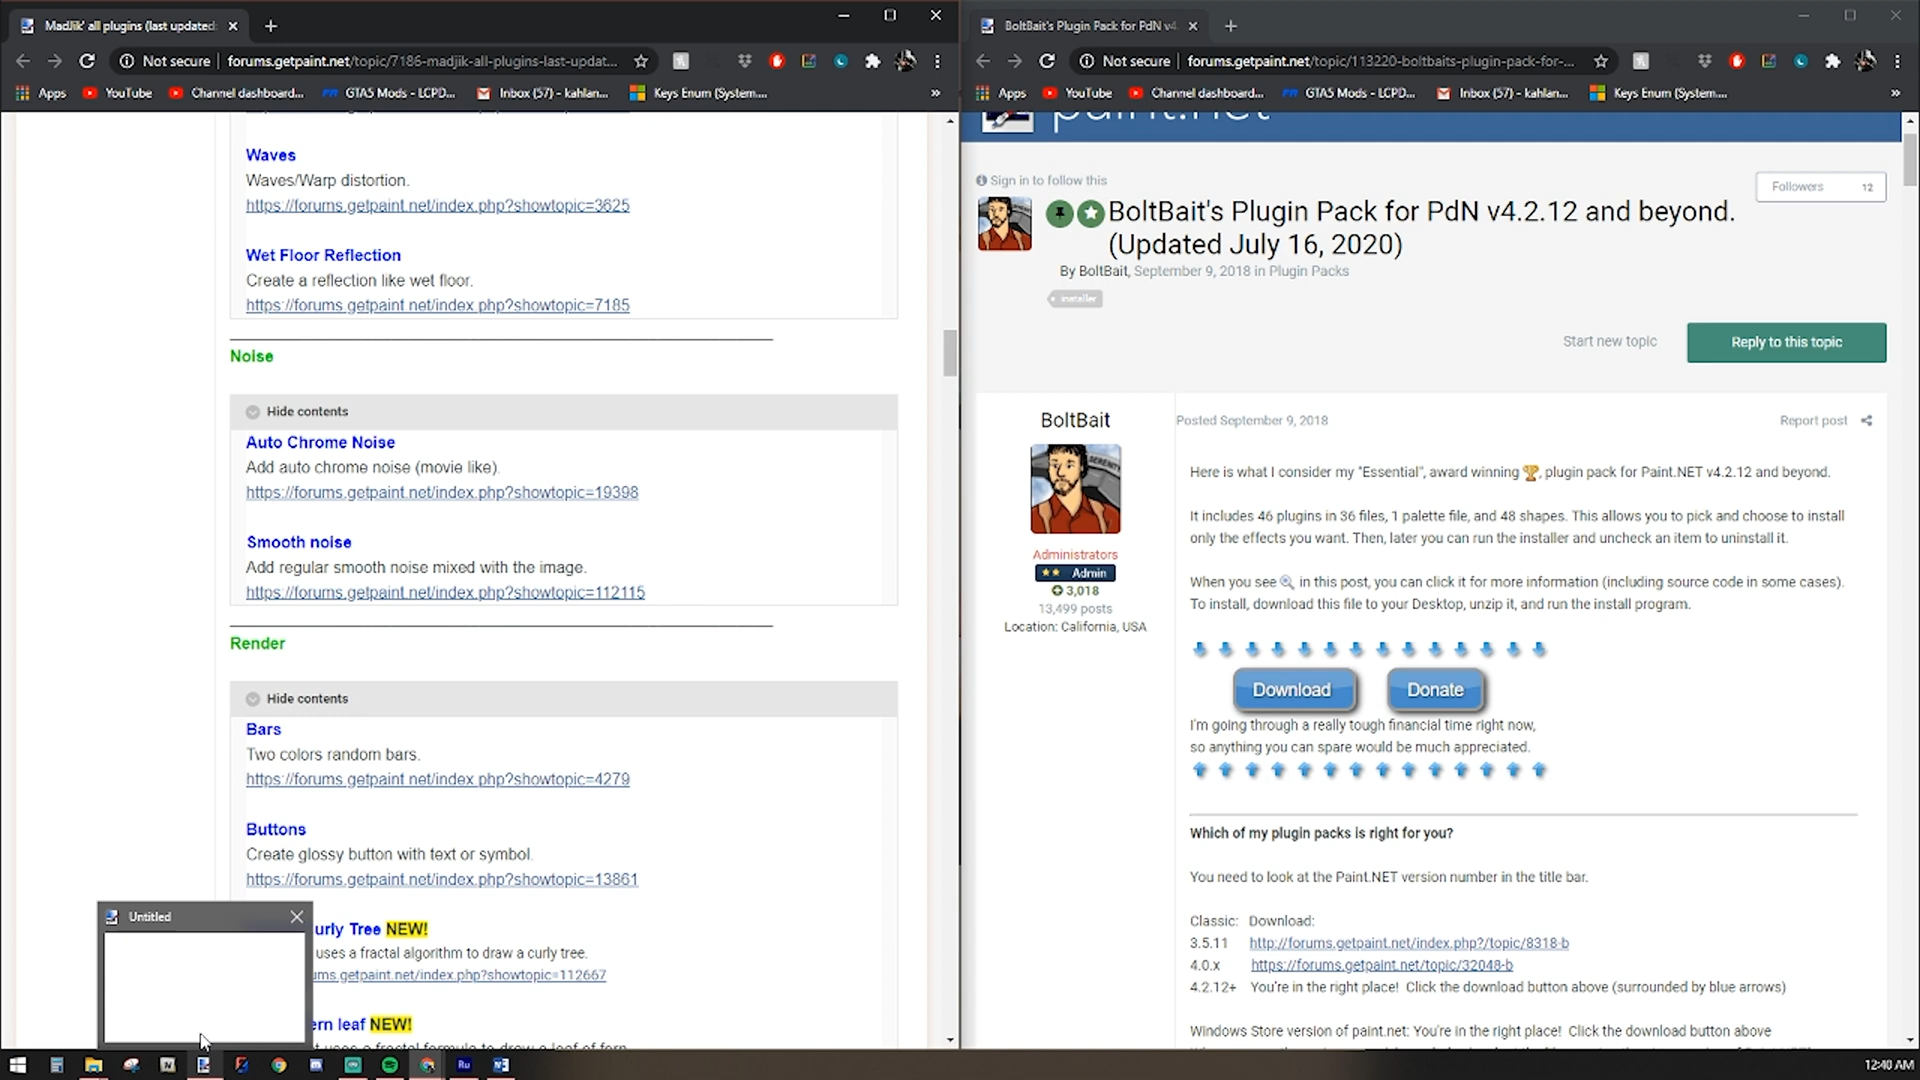 MadJik' all plugins (last updated:
Not secure
forums.getpaint.net/topic/7186-madjik-all-plugins-last-updat...
Apps
YouTube
Channel dashboard...
GTA5 Mods - LCPD...
Inbox (57) - kahlan...
Keys Enum (System....
»
Waves
Waves/Warp distortion.
https://forums.getpaint.net/index.php?showtopic=3625
Wet Floor Reflection
Create a reflection like wet floor.
https://forums.getpaint.net/index.php?showtopic=7185
Noise
Hide contents
Auto Chrome Noise
Add auto chrome noise (movie like).
https://forums.getpaint.net/index.php?showtopic=19398
Smooth noise
Add regular smooth noise mixed with the image.
https://forums.getpaint.net/index.php?showtopic=112115
Render
Hide contents
Bars
Two colors random bars.
https://forums.getpaint.net/index.php?showtopic=4279
Buttons
Create glossy button with text or symbol.
https://forums.getpaint.net/index.php?showtopic=13861
urly Tree NEW!
uses a fractal algorithm to draw a curly tree.
ums.getpaint.net/index.php?showtopic=112667
ern leaf NEW!
t uses a fractal formula to draw a leaf of fern
Untitled
BoltBait's Plugin Pack for PdN v4
Not secure
forums.getpaint.net/topic/113220-boltbaits-plugin-pack-for-...
Apps
YouTube
Channel dashboard...
GTA5 Mods - LCPD...
Inbox (57) - kahlan...
Keys Enum (System....
»
paint.net
Sign in to follow this
Followers 12
BoltBait's Plugin Pack for PdN v4.2.12 and beyond.
(Updated July 16, 2020)
By BoltBait, September 9, 2018 in Plugin Packs
installer
Start new topic
Reply to this topic
BoltBait
SERENITY
Administrators
Admin
3,018
13,499 posts
Location: California, USA
Posted September 9, 2018
Report post
Here is what I consider my "Essential", award winning , plugin pack for Paint.NET v4.2.12 and beyond.
It includes 46 plugins in 36 files, 1 palette file, and 48 shapes. This allows you to pick and choose to install
only the effects you want. Then, later you can run the installer and uncheck an item to uninstall it.
When you see in this post, you can click it for more information (including source code in some cases).
To install, download this file to your Desktop, unzip it, and run the install program.
Download
Donate
I'm going through a really tough financial time right now,
so anything you can spare would be much appreciated.
Which of my plugin packs is right for you?
You need to look at the Paint.NET version number in the title bar.
Classic: Download:
3.5.11 http://forums.getpaint.net/index.php?/topic/8318-b
4.0.x https://forums.getpaint.net/topic/32048-b
4.2.12+ You're in the right place! Click the download button above (surrounded by blue arrows)
Windows Store version of paint.net: You're in the right place! Click the download button above
Ru
12:40 AM